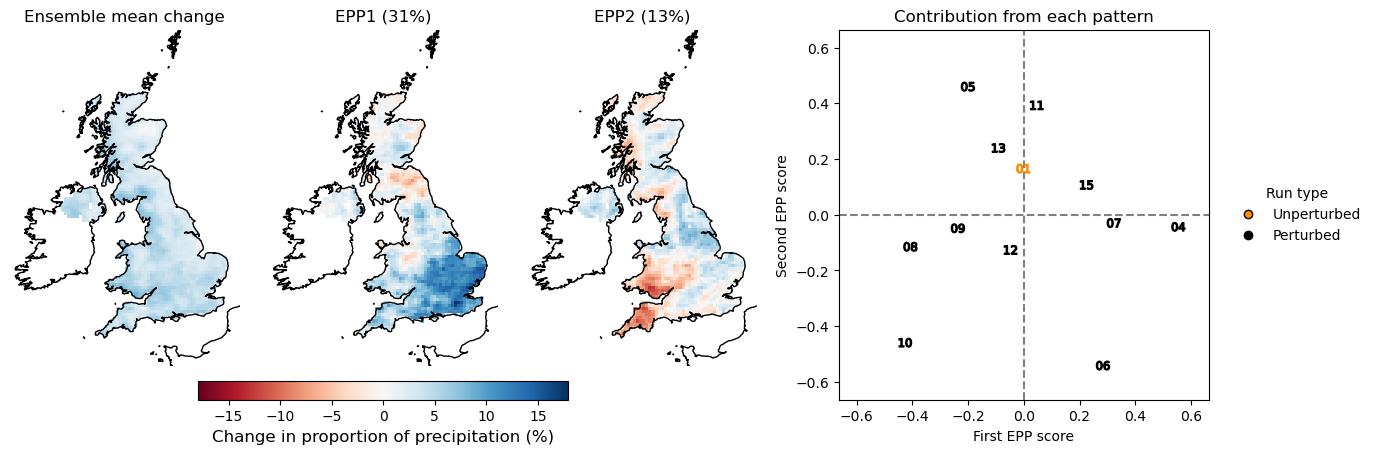 Ensemble mean change
EPP1 (31%)
EPP2 (13%)
Contribution from each pattern
0.6
0.4
0.2
0.0
−0.2
−0.4
−0.6
Second EPP score
05
11
13
01
15
07
04
09
08
12
10
06
−0.6 −0.4 −0.2 0.0 0.2 0.4 0.6
First EPP score
Run type
Unperturbed
Perturbed
−15 −10 −5 0 5 10 15
Change in proportion of precipitation (%)